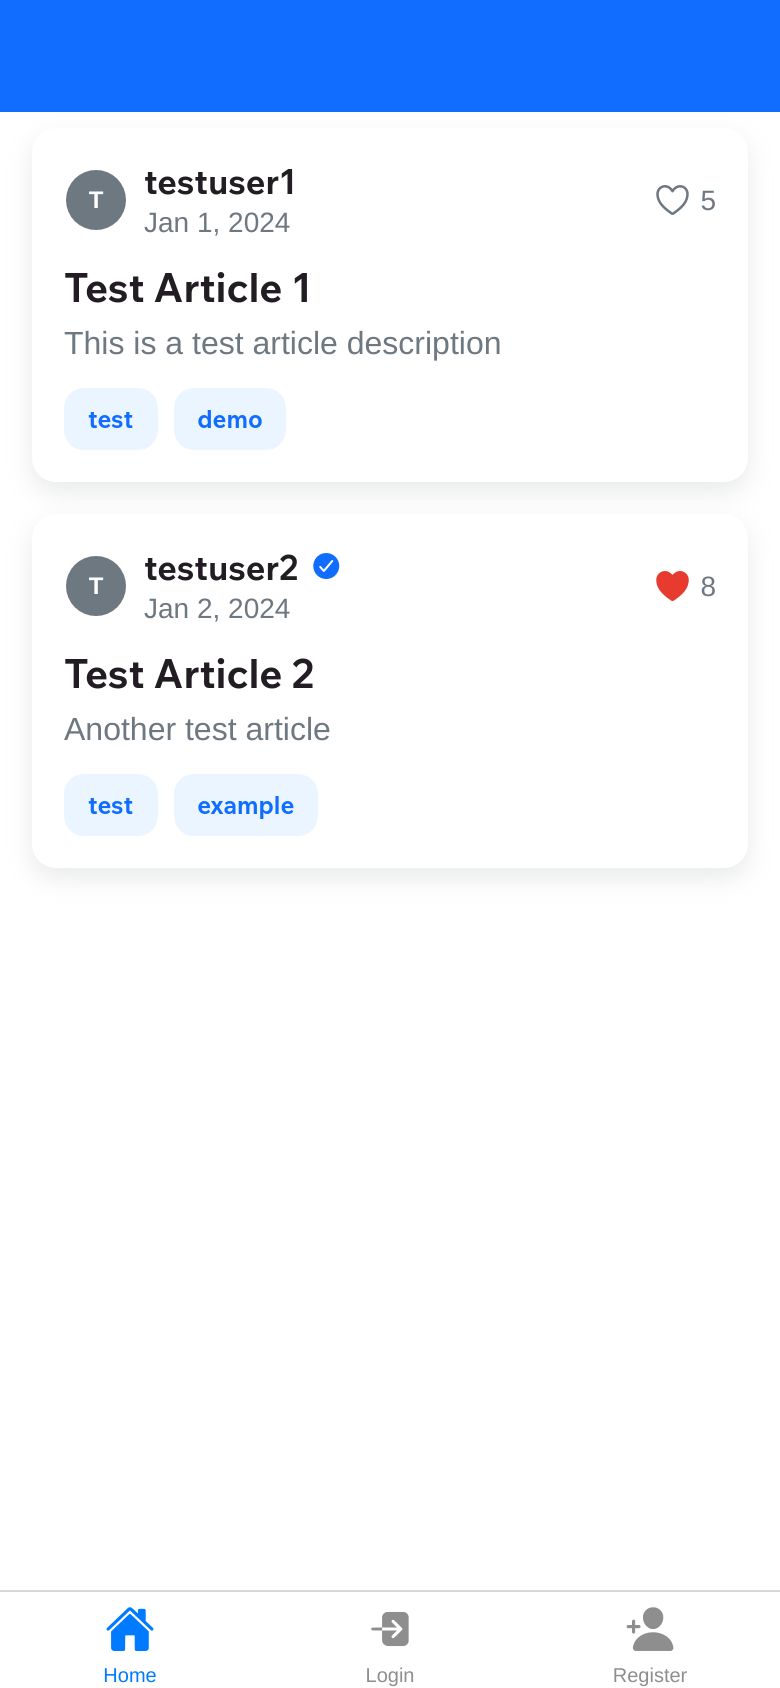 T
testuser1
Jan 1, 2024
5
Test Article 1
This is a test article description
test demo
T
testuser2
Jan 2, 2024
8
Test Article 2
Another test article
test example
Home Login Register